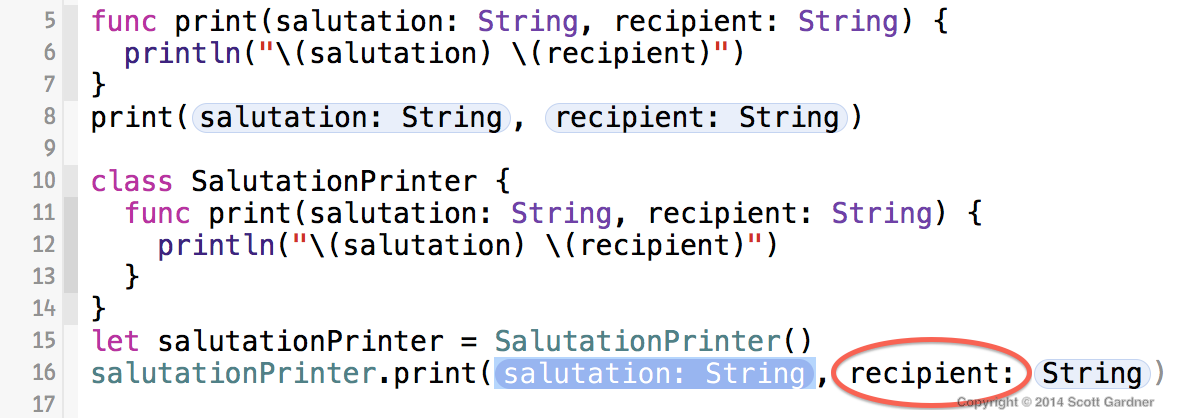 5 func print(salutation: String, recipient: String) {
6 println("\(salutation) \(recipient)")
7 }
8 print(salutation: String, recipient: String)
9
10 class SalutationPrinter {
11 func print(salutation: String, recipient: String) {
12 println("\(salutation) \(recipient)")
13 }
14 }
15 let salutationPrinter = SalutationPrinter()
16 salutationPrinter.print(salutation: String, recipient: String)
Copyright © 2014 Scott Gardner
17